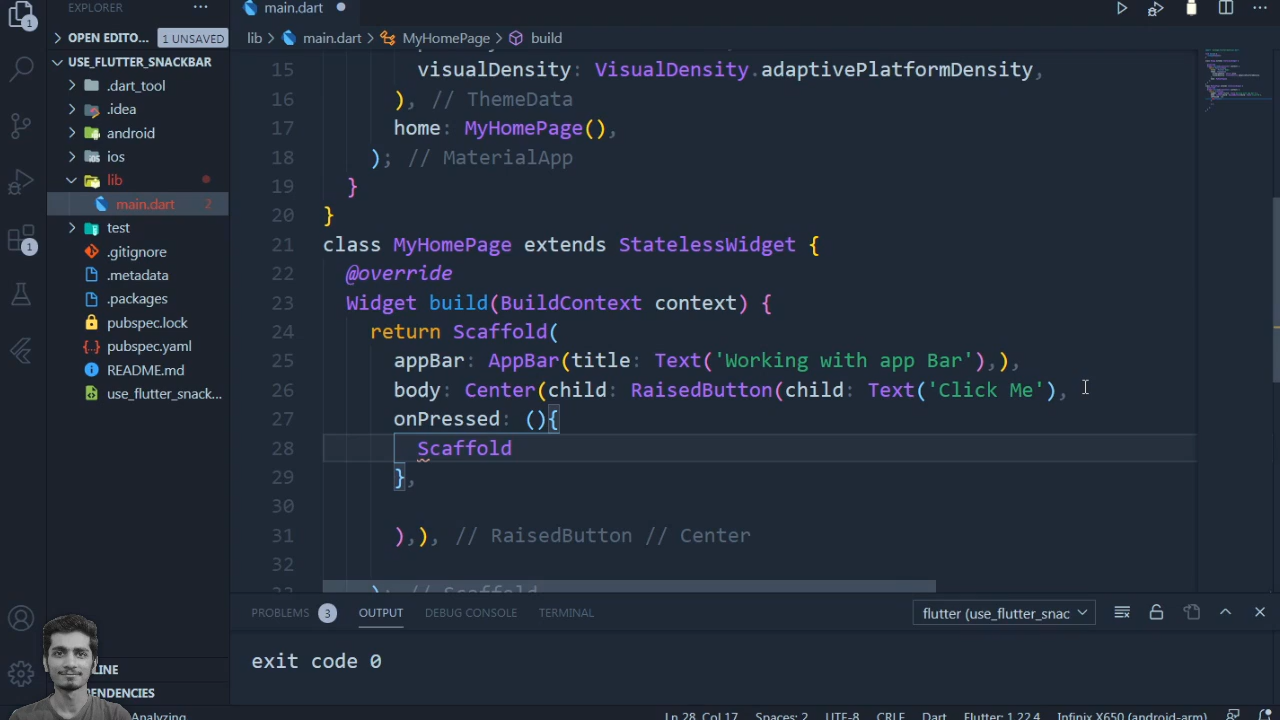 EXPLORER
main.dart
OPEN EDITO... 1 UNSAVED
lib > main.dart > MyHomePage > build
USE_FLUTTER_SNACKBAR
.dart_tool
.idea
android
ios
lib
main.dart 2
test
.gitignore
.metadata
.packages
pubspec.lock
pubspec.yaml
README.md
use_flutter_snack...
1
1
15 visualDensity: VisualDensity.adaptivePlatformDensity,
16 ), // ThemeData
17 home: MyHomePage(),
18 ); // MaterialApp
19 }
20 }
21 class MyHomePage extends StatelessWidget {
22 @override
23 Widget build(BuildContext context) {
24 return Scaffold(
25 appBar: AppBar(title: Text('Working with app Bar'),),
26 body: Center(child: RaisedButton(child: Text('Click Me'),
27 onPressed: (){
28 Scaffold
29 },
30
31 ),), // RaisedButton // Center
32
33 ); // Scaffold
PROBLEMS 3 OUTPUT DEBUG CONSOLE TERMINAL
flutter (use_flutter_snac
exit code 0
LINE
PENDENCIES
Analyzing
Ln 28, Col 17 Spaces: 2 UTF-8 CRLF Dart Flutter: 1.22.4 Infinix X650 (android-arm)